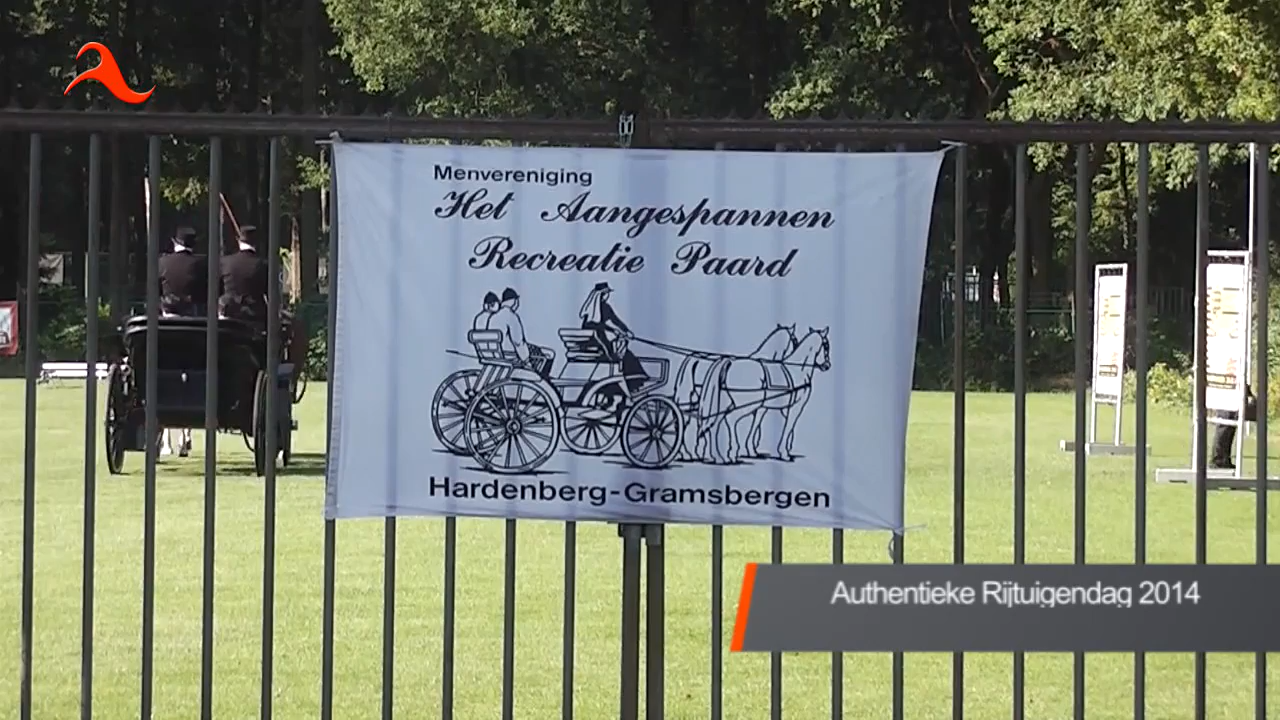 Menvereniging
Het Aangespannen
Recreatie Paard
Hardenberg-Gramsbergen
Authentieke Rijtuigendag 2014